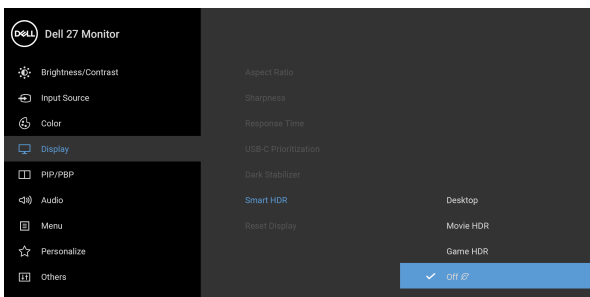 DELL
Dell 27 Monitor
Brightness/Contrast
Input Source
Color
Display
PIP/PBP
Audio
Menu
Personalize
Others
Aspect Ratio
Sharpness
Response Time
USB-C Prioritization
Dark Stabilizer
Smart HDR
Reset Display
Desktop
Movie HDR
Game HDR
Off